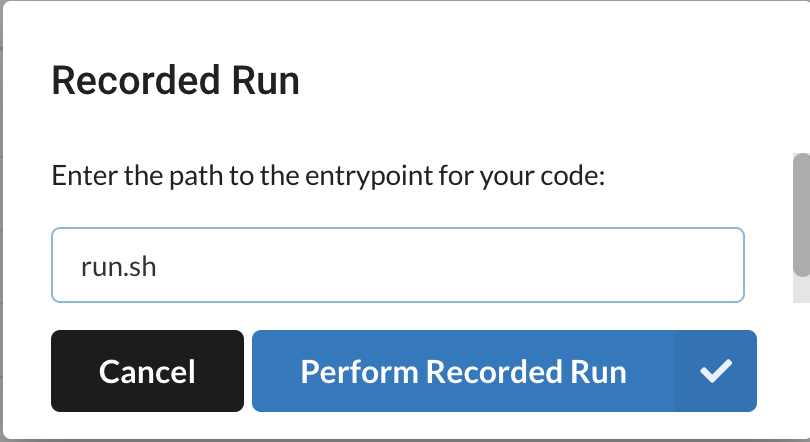 Recorded Run
Enter the path to the entrypoint for your code:
run.sh
Cancel
Perform Recorded Run